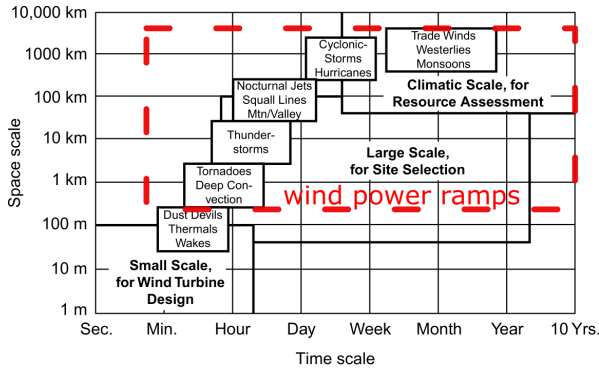 10,000 km
1,000 km
100 km
10 km
1 km
100 m
10 m
1 m
Space scale
Cyclonic-
Storms
Hurricanes
Trade Winds
Westerlies
Monsoons
Nocturnal Jets
Squall Lines
Mtn/Valley
Climatic Scale, for
Resource Assessment
Thunder-
storms
Large Scale,
for Site Selection
Tornadoes
Deep Con-
vection
wind power ramps
Dust Devils
Thermals
Wakes
Small Scale,
for Wind Turbine
Design
Sec. Min. Hour Day Week Month Year 10 Yrs.
Time scale